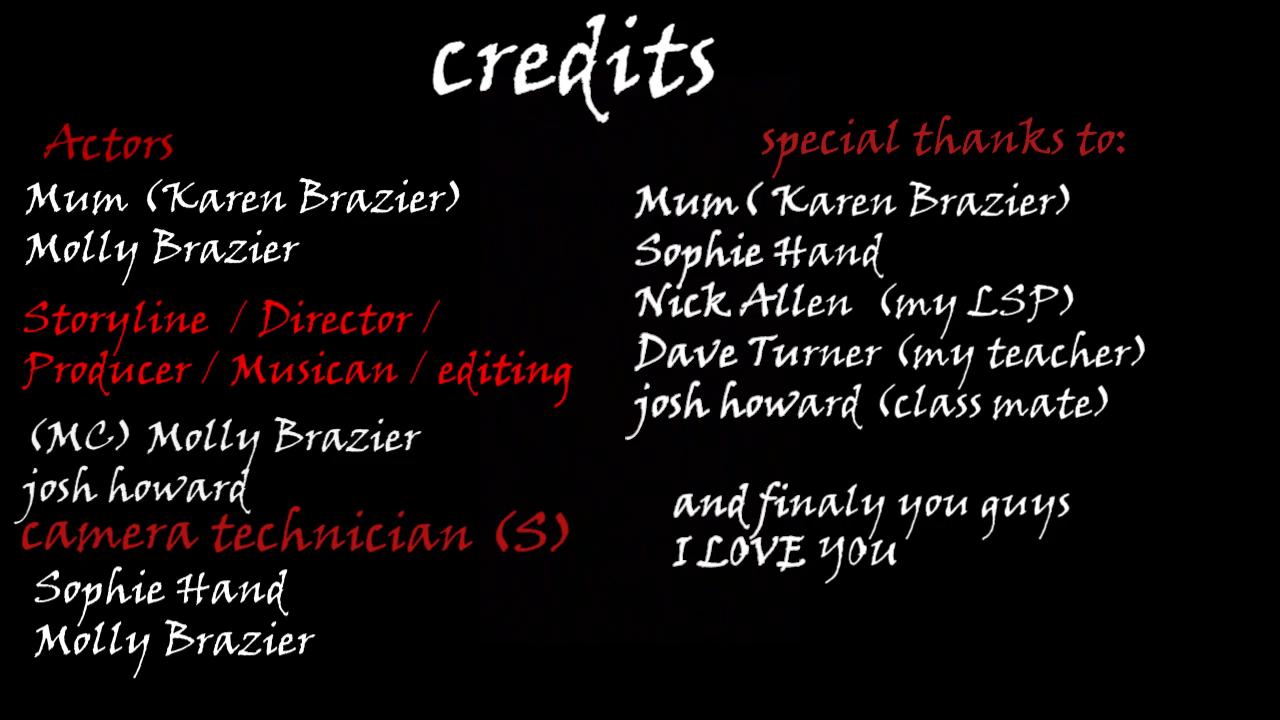 credits
Actors
Mum (Karen Brazier)
Molly Brazier
Storyline / Director /
Producer / Musican / editing
(MC) Molly Brazier
josh howard
camera technician (S)
Sophie Hand
Molly Brazier
special thanks to:
Mum( Karen Brazier)
Sophie Hand
Nick Allen (my LSP)
Dave Turner (my teacher)
josh howard (class mate)
and finaly you guys
I LOVE YOU